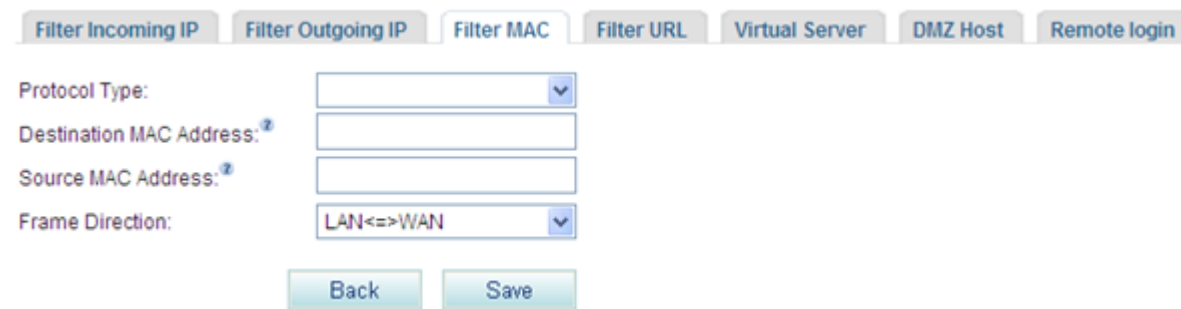 Filter Incoming IP Filter Outgoing IP Filter MAC Filter URL Virtual Server DMZ Host Remote login
Protocol Type:
Destination MAC Address: ?
Source MAC Address: ?
Frame Direction: LAN<=>WAN
Back Save